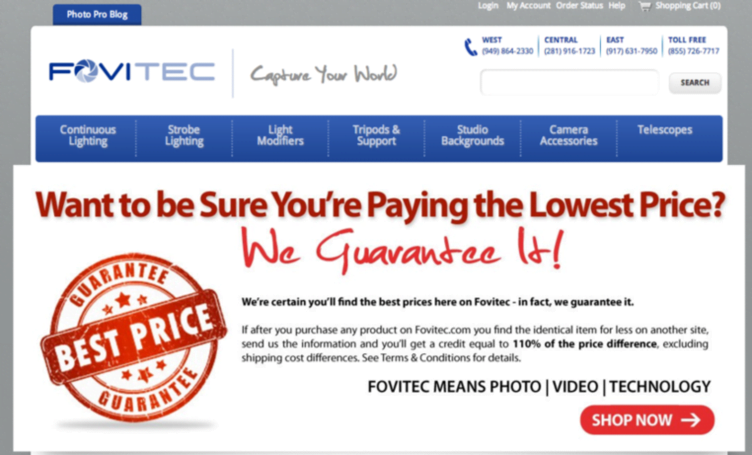 Photo Pro Blog
Login My Account Order Status Help Shopping Cart (0)
WEST CENTRAL EAST TOLL FREE
(949) 864-2330 (281) 916-1723 (917) 631-7950 (855) 726-7717
FOVITEC
Capture Your World
SEARCH
Continuous Lighting
Strobe Lighting
Light Modifiers
Tripods & Support
Studio Backgrounds
Camera Accessories
Telescopes
Want to be Sure You're Paying the Lowest Price?
We Guarantee It!
GUARANTEE
BEST PRICE
GUARANTEE
We're certain you'll find the best prices here on Fovitec - in fact, we guarantee it.
If after you purchase any product on Fovitec.com you find the identical item for less on another site,
send us the information and you'll get a credit equal to 110% of the price difference, excluding
shipping cost differences. See Terms & Conditions for details.
FOVITEC MEANS PHOTO | VIDEO | TECHNOLOGY
SHOP NOW